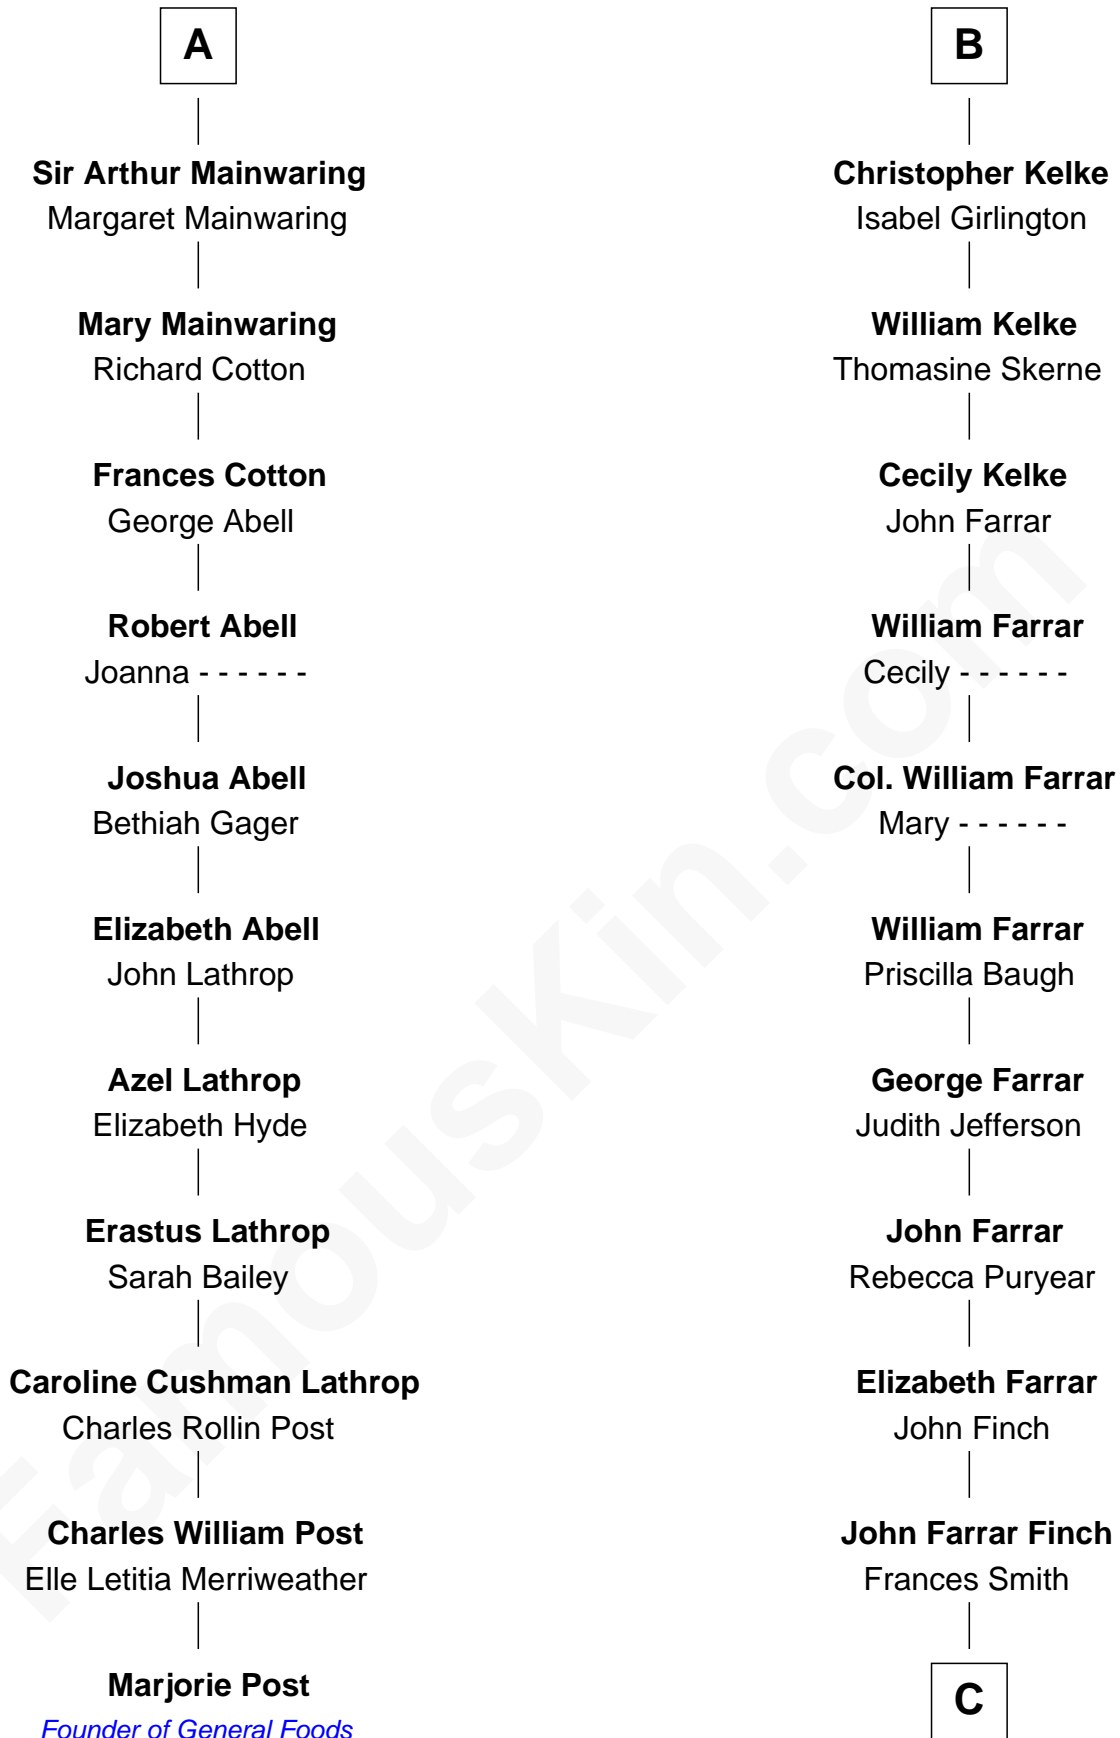 A
Sir Arthur Mainwaring
Margaret Mainwaring
Mary Mainwaring
Richard Cotton
Frances Cotton
George Abell
Robert Abell
Joanna - - - - - -
Joshua Abell
Bethiah Gager
Elizabeth Abell
John Lathrop
Azel Lathrop
Elizabeth Hyde
Erastus Lathrop
Sarah Bailey
Caroline Cushman Lathrop
Charles Rollin Post
Charles William Post
Elle Letitia Merriweather
Marjorie Post
Founder of General Foods
B
Christopher Kelke
Isabel Girlington
William Kelke
Thomasine Skerne
Cecily Kelke
John Farrar
William Farrar
Cecily - - - - - -
Col. William Farrar
Mary - - - - - -
William Farrar
Priscilla Baugh
George Farrar
Judith Jefferson
John Farrar
Rebecca Puryear
Elizabeth Farrar
John Finch
John Farrar Finch
Frances Smith
C
FamousKin.com